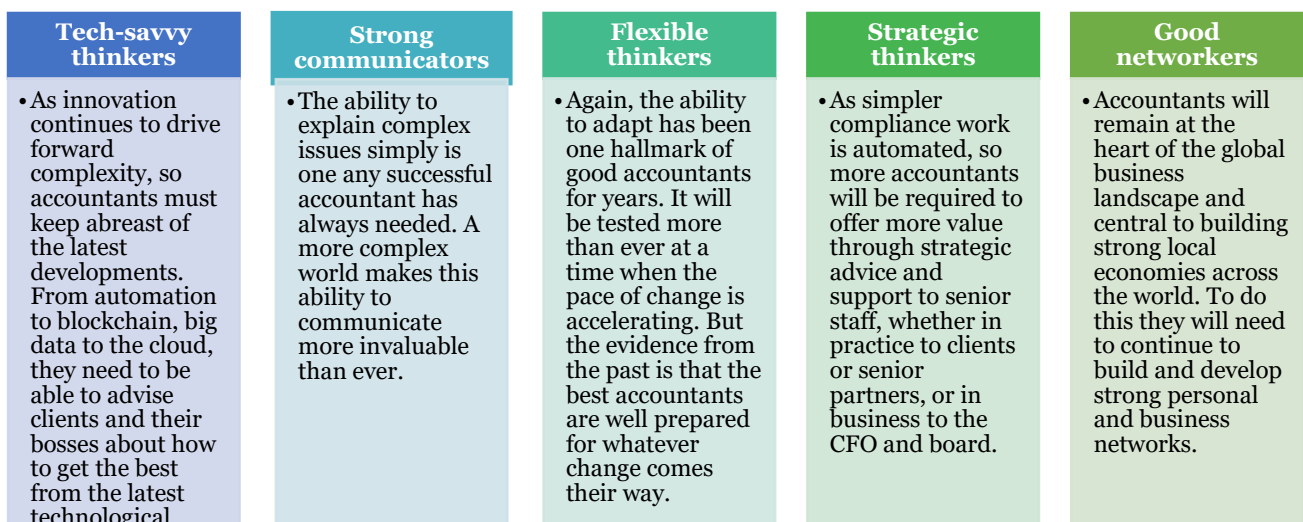 Tech-savvy
thinkers
•As innovation
continues to drive
forward
complexity, so
accountants must
keep abreast of
the latest
developments.
From automation
to blockchain, big
data to the cloud,
they need to be
able to advise
clients and their
bosses about how
to get the best
from the latest
technological
Strong
communicators
•The ability to
explain complex
issues simply is
one any successful
accountant has
always needed. A
more complex
world makes this
ability to
communicate
more invaluable
than ever.
Flexible
thinkers
•Again, the ability
to adapt has been
one hallmark of
good accountants
for years. It will
be tested more
than ever at a
time when the
pace of change is
accelerating. But
the evidence from
the past is that the
best accountants
are well prepared
for whatever
change comes
their way.
Strategic
thinkers
•As simpler
compliance work
is automated, so
more accountants
will be required to
offer more value
through strategic
advice and
support to senior
staff, whether in
practice to clients
or senior
partners, or in
business to the
CFO and board.
Good
networkers
•Accountants will
remain at the
heart of the global
business
landscape and
central to building
strong local
economies across
the world. To do
this they will need
to continue to
build and develop
strong personal
and business
networks.